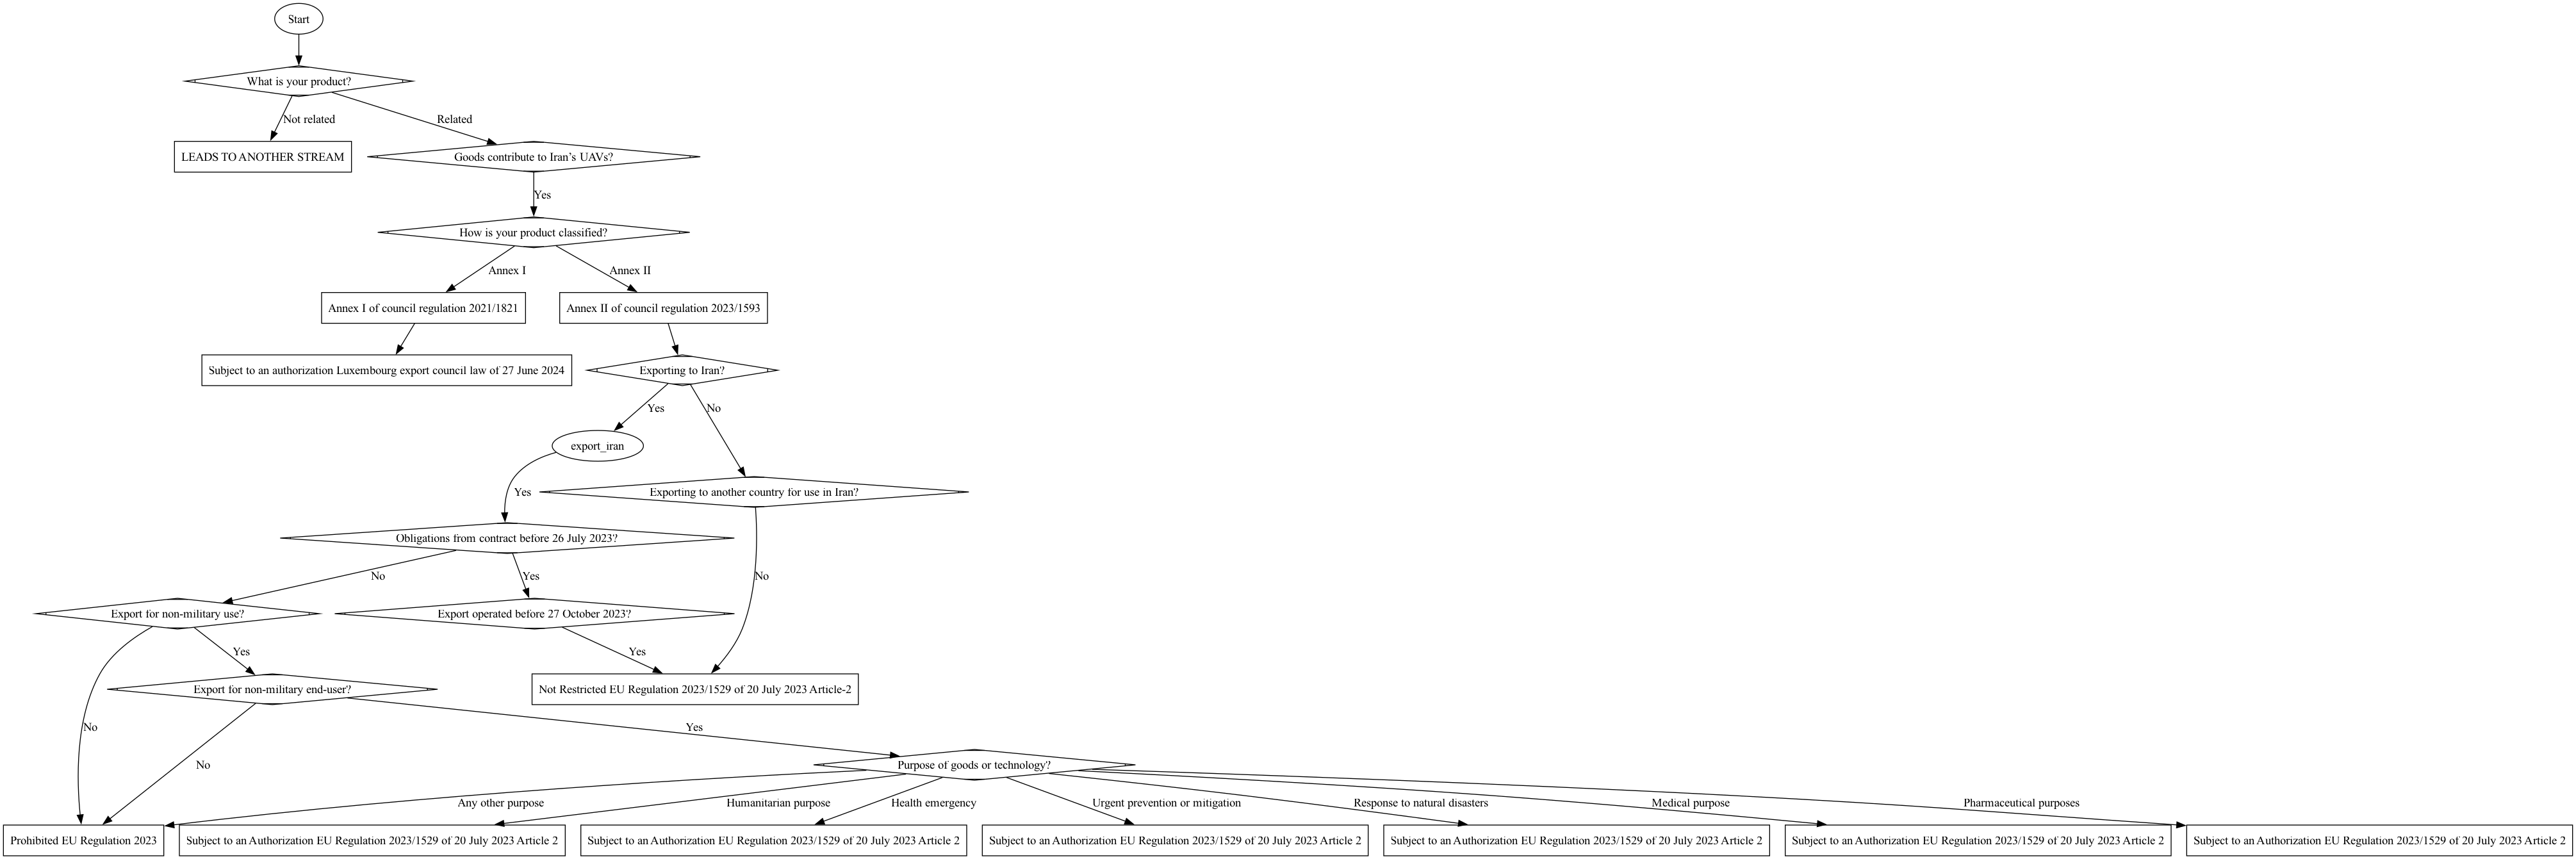 Start
What is your product?
Not related
Related
LEADS TO ANOTHER STREAM
Goods contribute to Iran’s UAVs?
Yes
How is your product classified?
Annex I
Annex II
Annex I of council regulation 2021/1821
Annex II of council regulation 2023/1593
Subject to an authorization Luxembourg export council law of 27 June 2024
Exporting to Iran?
Yes
No
export_iran
Yes
Exporting to another country for use in Iran?
Obligations from contract before 26 July 2023?
No
Yes
No
Export for non-military use?
Export operated before 27 October 2023?
Yes
Yes
Export for non-military end-user?
Not Restricted EU Regulation 2023/1529 of 20 July 2023 Article-2
No
Yes
No
Purpose of goods or technology?
Any other purpose
Humanitarian purpose
Health emergency
Urgent prevention or mitigation
Response to natural disasters
Medical purpose
Pharmaceutical purposes
Prohibited EU Regulation 2023
Subject to an Authorization EU Regulation 2023/1529 of 20 July 2023 Article 2
Subject to an Authorization EU Regulation 2023/1529 of 20 July 2023 Article 2
Subject to an Authorization EU Regulation 2023/1529 of 20 July 2023 Article 2
Subject to an Authorization EU Regulation 2023/1529 of 20 July 2023 Article 2
Subject to an Authorization EU Regulation 2023/1529 of 20 July 2023 Article 2
Subject to an Authorization EU Regulation 2023/1529 of 20 July 2023 Article 2